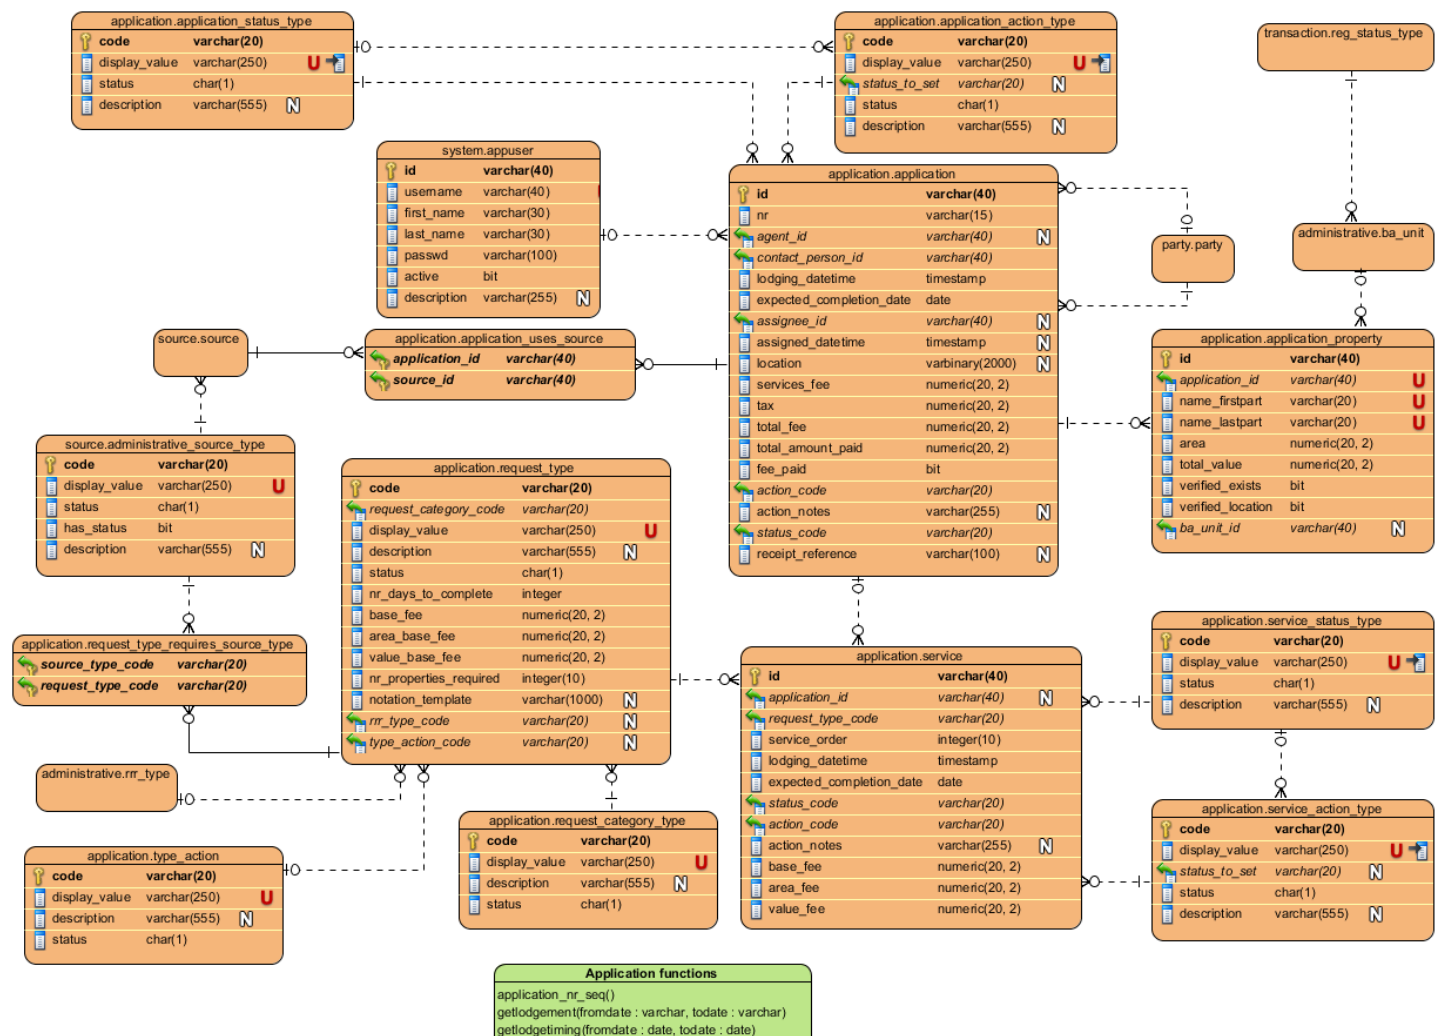 application.application_status_type
code varchar(20)
display_value varchar(250) U
status char(1)
description varchar(555) N
application.application_action_type
code varchar(20)
display_value varchar(250) U
status_to_set varchar(20) N
status char(1)
description varchar(555) N
transaction.reg_status_type
system.appuser
id varchar(40)
username varchar(40)
first_name varchar(30)
last_name varchar(30)
passwd varchar(100)
active bit
description varchar(255) N
application.application
id varchar(40)
nr varchar(15)
agent_id varchar(40) N
contact_person_id varchar(40)
lodging_datetime timestamp
expected_completion_date date
assignee_id varchar(40) N
assigned_datetime timestamp N
location varbinary(2000) N
services_fee numeric(20, 2)
tax numeric(20, 2)
total_fee numeric(20, 2)
total_amount_paid numeric(20, 2)
fee_paid bit
action_code varchar(20)
action_notes varchar(255) N
status_code varchar(20)
receipt_reference varchar(100) N
party.party
administrative.ba_unit
source.source
application.application_uses_source
application_id varchar(40)
source_id varchar(40)
application.application_property
id varchar(40)
application_id varchar(40) U
name_firstpart varchar(20) U
name_lastpart varchar(20) U
area numeric(20, 2)
total_value numeric(20, 2)
verified_exists bit
verified_location bit
ba_unit_id varchar(40) N
source.administrative_source_type
code varchar(20)
display_value varchar(250) U
status char(1)
has_status bit
description varchar(555) N
application.request_type
code varchar(20)
request_category_code varchar(20)
display_value varchar(250) U
description varchar(555) N
status char(1)
nr_days_to_complete integer
base_fee numeric(20, 2)
area_base_fee numeric(20, 2)
value_base_fee numeric(20, 2)
nr_properties_required integer(10)
notation_template varchar(1000) N
rrr_type_code varchar(20) N
type_action_code varchar(20) N
application.request_type_requires_source_type
source_type_code varchar(20)
request_type_code varchar(20)
application.service
id varchar(40)
application_id varchar(40) N
request_type_code varchar(20)
service_order integer(10)
lodging_datetime timestamp
expected_completion_date date
status_code varchar(20)
action_code varchar(20)
action_notes varchar(255) N
base_fee numeric(20, 2)
area_fee numeric(20, 2)
value_fee numeric(20, 2)
application.service_status_type
code varchar(20)
display_value varchar(250) U
status char(1)
description varchar(555) N
administrative.rrr_type
application.request_category_type
code varchar(20)
display_value varchar(250) U
description varchar(555) N
status char(1)
application.service_action_type
code varchar(20)
display_value varchar(250) U
status_to_set varchar(20) N
status char(1)
description varchar(555) N
application.type_action
code varchar(20)
display_value varchar(250) U
description varchar(555) N
status char(1)
Application functions
application_nr_seq()
getlodgement(fromdate : varchar, todate : varchar)
getlodgetiming(fromdate : date, todate : date)